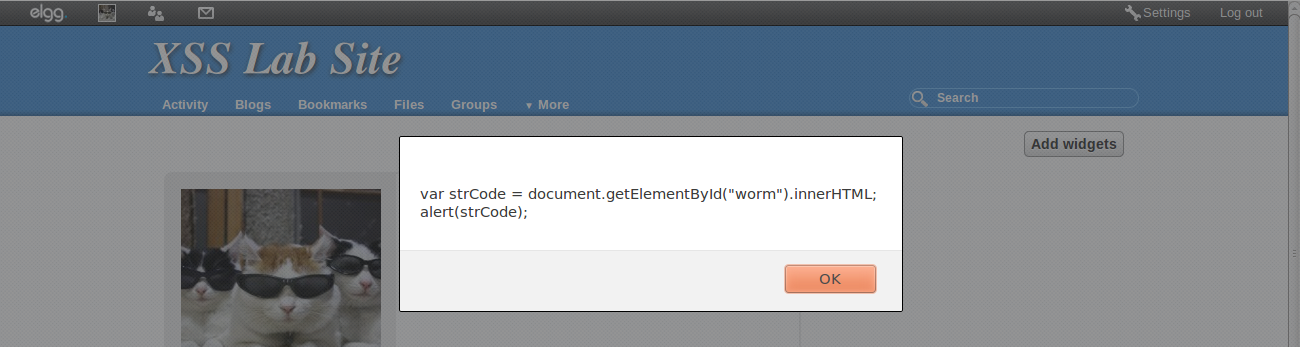 elgg.
Settings Log out
XSS Lab Site
Activity Blogs Bookmarks Files Groups ▼ More
Search
Add widgets
var strCode = document.getElementById("worm").innerHTML;
alert(strCode);
OK